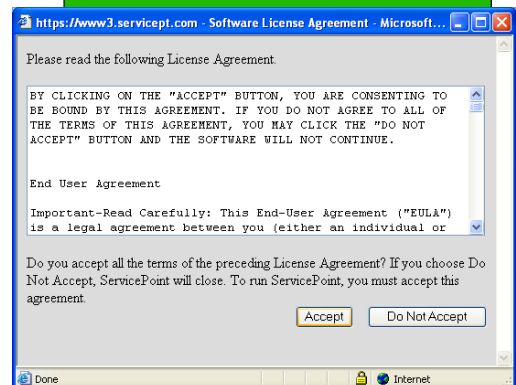 https://www3.servicept.com - Software License Agreement - Microsoft...
Please read the following License Agreement.
BY CLICKING ON THE "ACCEPT" BUTTON, YOU ARE CONSENTING TO
BE BOUND BY THIS AGREEMENT. IF YOU DO NOT AGREE TO ALL OF
THE TERMS OF THIS AGREEMENT, YOU MAY CLICK THE "DO NOT
ACCEPT" BUTTON AND THE SOFTWARE WILL NOT CONTINUE.
End User Agreement
Important-Read Carefully: This End-User Agreement ("EULA")
is a legal agreement between you (either an individual or
Do you accept all the terms of the preceding License Agreement? If you choose Do
Not Accept, ServicePoint will close. To run ServicePoint, you must accept this
agreement.
Accept Do Not Accept
Done Internet